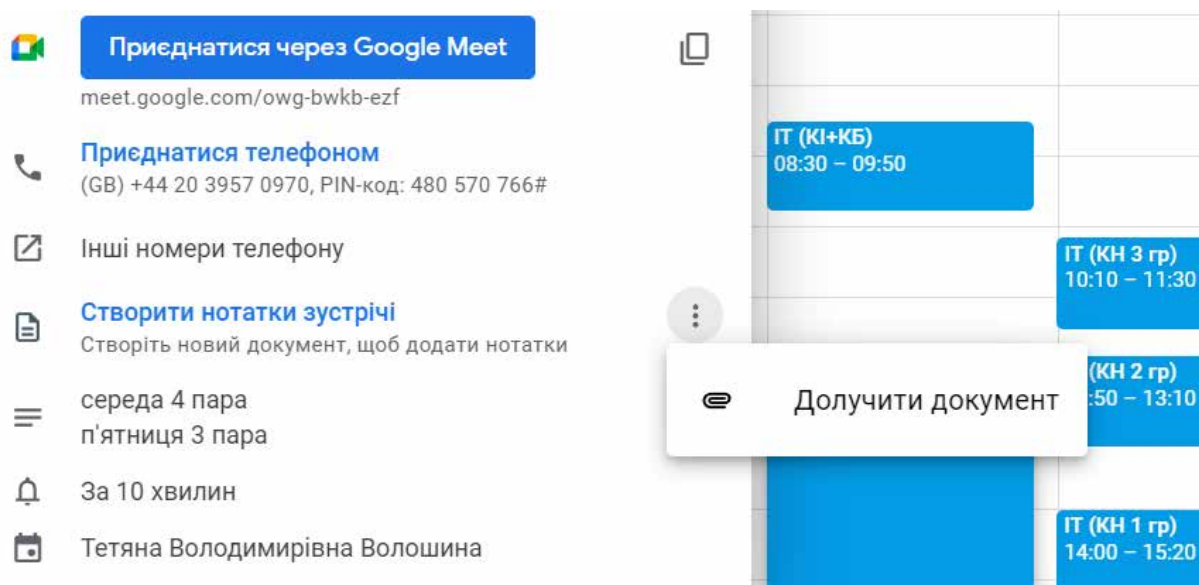 Приєднатися через Google Meet
meet.google.com/owg-bwkb-ezf
Приєднатися телефоном
(GB) +44 20 3957 0970, PIN-код: 480 570 766#
Інші номери телефону
Створити нотатки зустрічі
Створіть новий документ, щоб додати нотатки
середа 4 пара
п'ятниця 3 пара
За 10 хвилин
Тетяна Володимирівна Волошина
Долучити документ
ІТ (КІ+КБ)
08:30 – 09:50
ІТ (КН 3 гр)
10:10 – 11:30
(КН 2 гр)
:50 – 13:10
ІТ (КН 1 гр)
14:00 – 15:20